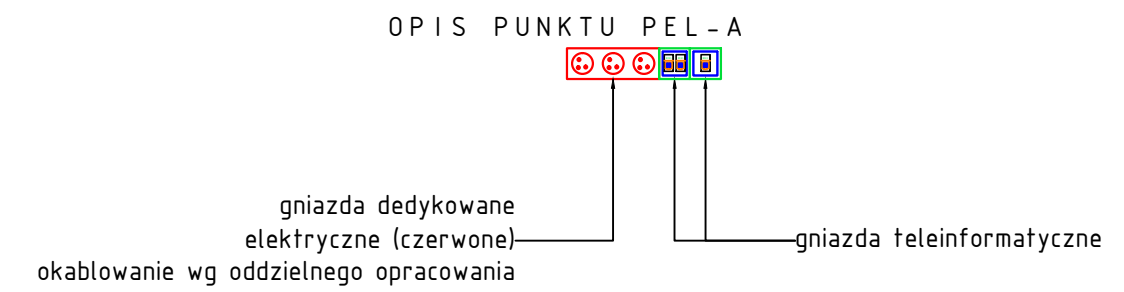 OPIS PUNKTU PEL-A
gniazda dedykowane
elektryczne (czerwone)
okablowanie wg oddzielnego opracowania
gniazda teleinformatyczne